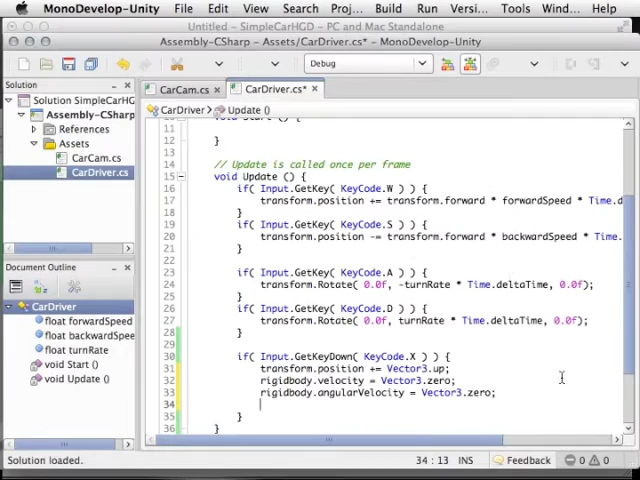 MonoDevelop-Unity File Edit View Search Project Build Run Versi... Tools Wind... Help
Untitled - SimpleCarHGD - PC and Mac Standalone
Assembly-CSharp - Assets/CarDriver.cs* - MonoDevelop-Unity
Debug
Solution
CarCam.cs
CarDriver.cs*
Solution SimpleCarHG
Assembly-CSharp
References
Assets
CarCam.cs
CarDriver.cs
CarDriver
Update ()
11
12 }
13
14 // Update is called once per frame
15 void Update () {
16 if( Input.GetKey( KeyCode.W ) ) {
17 transform.position += transform.forward * forwardSpeed * Time.d
18 }
19 if( Input.GetKey( KeyCode.S ) ) {
20 transform.position -= transform.forward * backwardSpeed * Time.
21 }
22
23 if( Input.GetKey( KeyCode.A ) ) {
24 transform.Rotate( 0.0f, -turnRate * Time.deltaTime, 0.0f);
25 }
26 if( Input.GetKey( KeyCode.D ) ) {
27 transform.Rotate( 0.0f, turnRate * Time.deltaTime, 0.0f);
28 }
29
30 if( Input.GetKeyDown( KeyCode.X ) ) {
31 transform.position += Vector3.up;
32 rigidbody.velocity = Vector3.zero;
33 rigidbody.angularVelocity = Vector3.zero;
34
35 }
36 }
Document Outline
CarDriver
float forwardSpeed
float backwardSpee
float turnRate
void Start ()
void Update ()
Solution loaded.
34 : 13 INS
Feedback
0
0